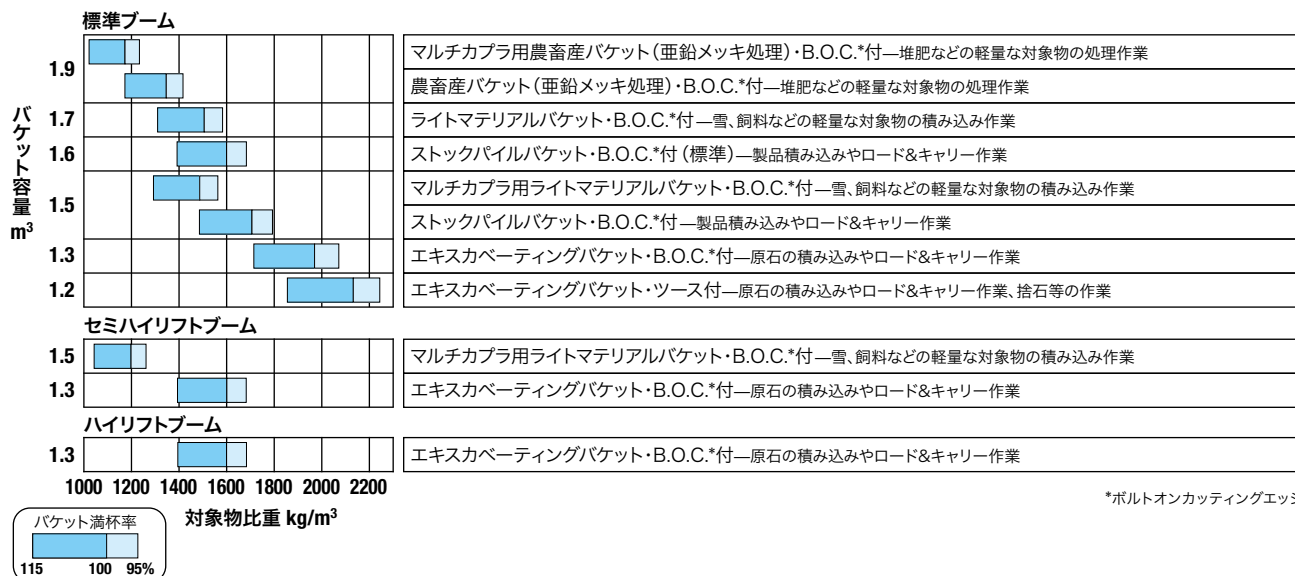 標準ブーム
1.9
マルチカプラ用農畜産バケット(亜鉛メッキ処理)・B.O.C.*付―堆肥などの軽量な対象物の処理作業
農畜産バケット(亜鉛メッキ処理)・B.O.C.*付―堆肥などの軽量な対象物の処理作業
1.7
ライトマテリアルバケット・B.O.C.*付―雪、飼料などの軽量な対象物の積み込み作業
1.6
ストックパイルバケット・B.O.C.*付(標準)―製品積み込みやロード&キャリー作業
1.5
マルチカプラ用ライトマテリアルバケット・B.O.C.*付―雪、飼料などの軽量な対象物の積み込み作業
ストックパイルバケット・B.O.C.*付―製品積み込みやロード&キャリー作業
1.3
エキスカベーティングバケット・B.O.C.*付―原石の積み込みやロード&キャリー作業
1.2
エキスカベーティングバケット・ツース付―原石の積み込みやロード&キャリー作業、捨石等の作業
バケット容量
m³
セミハイリフトブーム
1.5
マルチカプラ用ライトマテリアルバケット・B.O.C.*付―雪、飼料などの軽量な対象物の積み込み作業
1.3
エキスカベーティングバケット・B.O.C.*付―原石の積み込みやロード&キャリー作業
ハイリフトブーム
1.3
エキスカベーティングバケット・B.O.C.*付―原石の積み込みやロード&キャリー作業
1000 1200 1400 1600 1800 2000 2200
対象物比重 kg/m³
*ボルトオンカッティングエッジ
バケット満杯率
115 100 95%